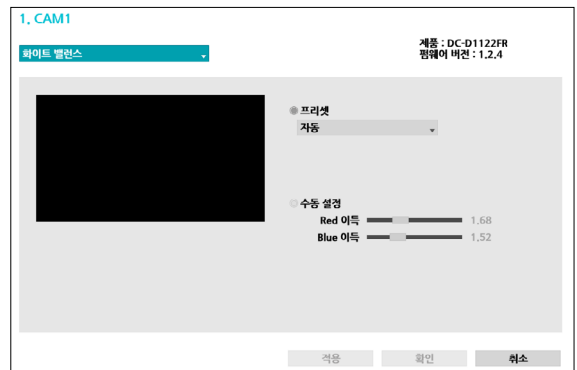 1. CAM1
화이트 밸런스
제품 : DC-D1122FR
펌웨어 버전 : 1.2.4
프리셋
자동
수동 설정
Red 이득 1.68
Blue 이득 1.52
적용 확인 취소